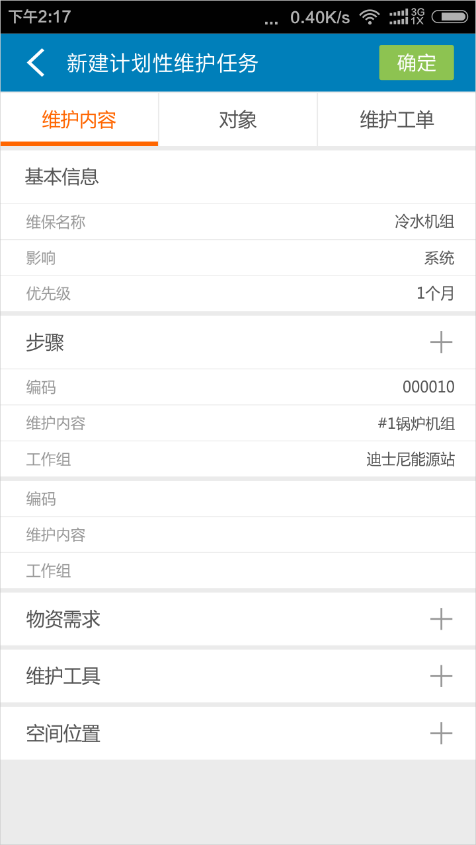 下午2:17 ... 0.40K/s 3G 1X
新建计划性维护任务 确定
维护内容 对象 维护工单
基本信息
维保名称 冷水机组
影响 系统
优先级 1个月
步骤
编码 000010
维护内容 #1锅炉机组
工作组 迪士尼能源站
编码
维护内容
工作组
物资需求
维护工具
空间位置